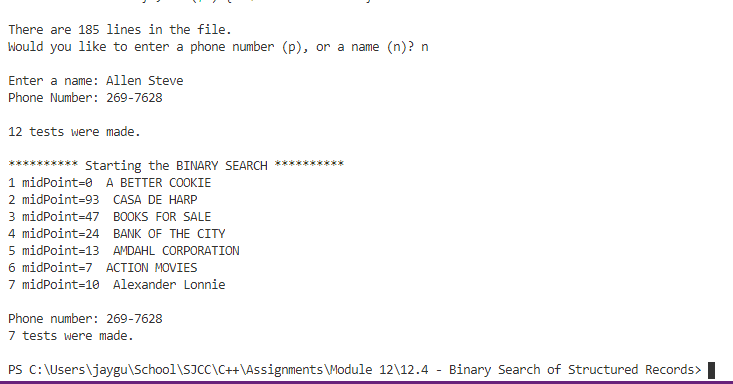 There are 185 lines in the file.
Would you like to enter a phone number (p), or a name (n)? n
Enter a name: Allen Steve
Phone Number: 269-7628
12 tests were made.
********** Starting the BINARY SEARCH **********
1 midPoint=0  A BETTER COOKIE
2 midPoint=93  CASA DE HARP
3 midPoint=47  BOOKS FOR SALE
4 midPoint=24  BANK OF THE CITY
5 midPoint=13  AMDAHL CORPORATION
6 midPoint=7  ACTION MOVIES
7 midPoint=10  Alexander Lonnie
Phone number: 269-7628
7 tests were made.
PS C:\Users\jaygu\School\SJCC\C++\Assignments\Module 12\12.4 - Binary Search of Structured Records>